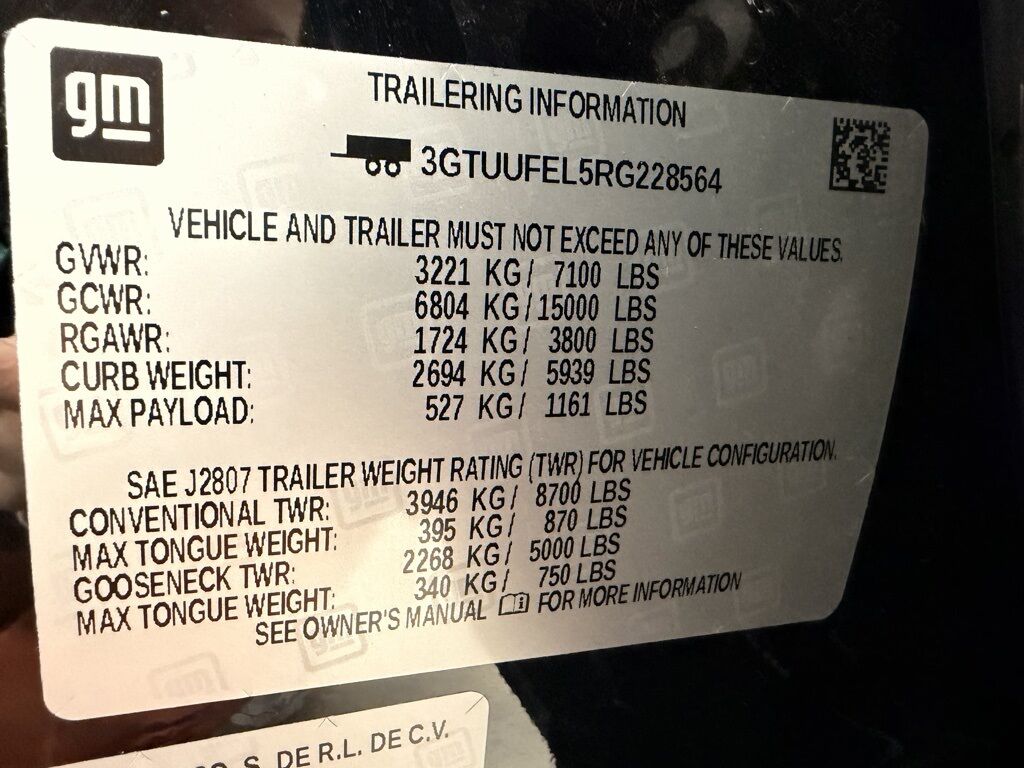 gm
TRAILERING INFORMATION
3GTUUFEL5RG228564
VEHICLE AND TRAILER MUST NOT EXCEED ANY OF THESE VALUES.
GVWR: 3221 KG/ 7100 LBS
GCWR: 6804 KG/ 15000 LBS
RGAWR: 1724 KG/ 3800 LBS
CURB WEIGHT: 2694 KG/ 5939 LBS
MAX PAYLOAD: 527 KG/ 1161 LBS
SAE J2807 TRAILER WEIGHT RATING (TWR) FOR VEHICLE CONFIGURATION.
CONVENTIONAL TWR: 3946 KG/ 8700 LBS
MAX TONGUE WEIGHT: 395 KG/ 870 LBS
GOOSENECK TWR: 2268 KG/ 5000 LBS
MAX TONGUE WEIGHT: 340 KG/ 750 LBS
SEE OWNER'S MANUAL FOR MORE INFORMATION
S. DE R.L. DE C.V.